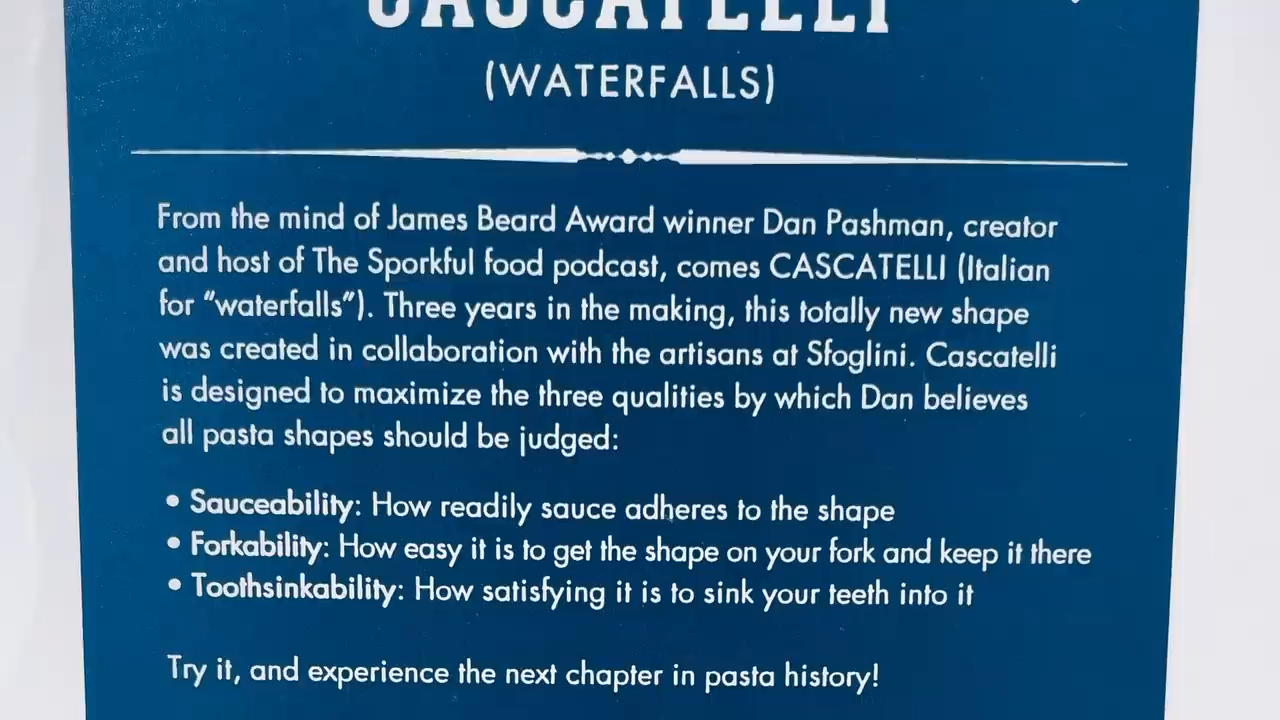 CASCATELLI
(WATERFALLS)
From the mind of James Beard Award winner Dan Pashman, creator
and host of The Sporkful food podcast, comes CASCATELLI (Italian
for "waterfalls"). Three years in the making, this totally new shape
was created in collaboration with the artisans at Sfoglini. Cascatelli
is designed to maximize the three qualities by which Dan believes
all pasta shapes should be judged:
• Sauceability: How readily sauce adheres to the shape
• Forkability: How easy it is to get the shape on your fork and keep it there
• Toothsinkability: How satisfying it is to sink your teeth into it
Try it, and experience the next chapter in pasta history!